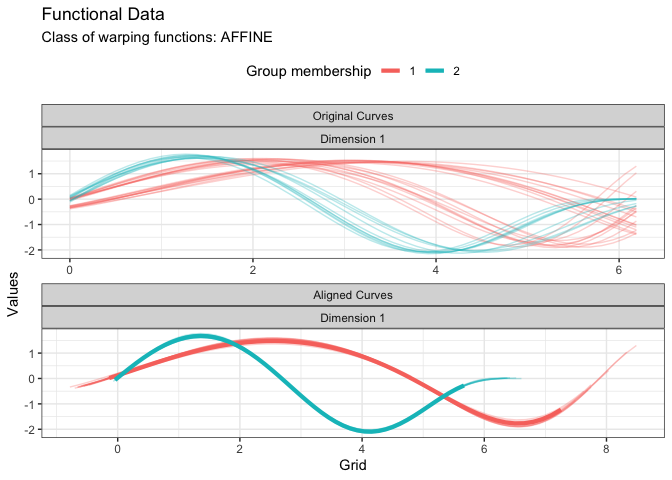 Functional Data
Class of warping functions: AFFINE
Group membership 1 2
Original Curves
Dimension 1
1
0
-1
-2
0 2 4 6
Values
Aligned Curves
Dimension 1
1
0
-1
-2
0 2 4 6 8
Grid